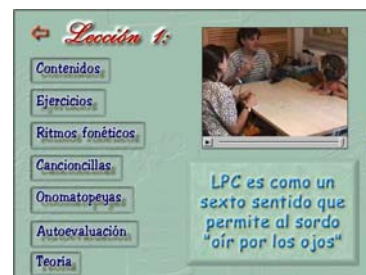 Lección 1:
Contenidos
Ejercicios
Ritmos fonéticos
Cancioncillas
Onomatopeyas
Autoevaluación
Teoría
LPC es como un
sexto sentido que
permite al sordo
"oír por los ojos"